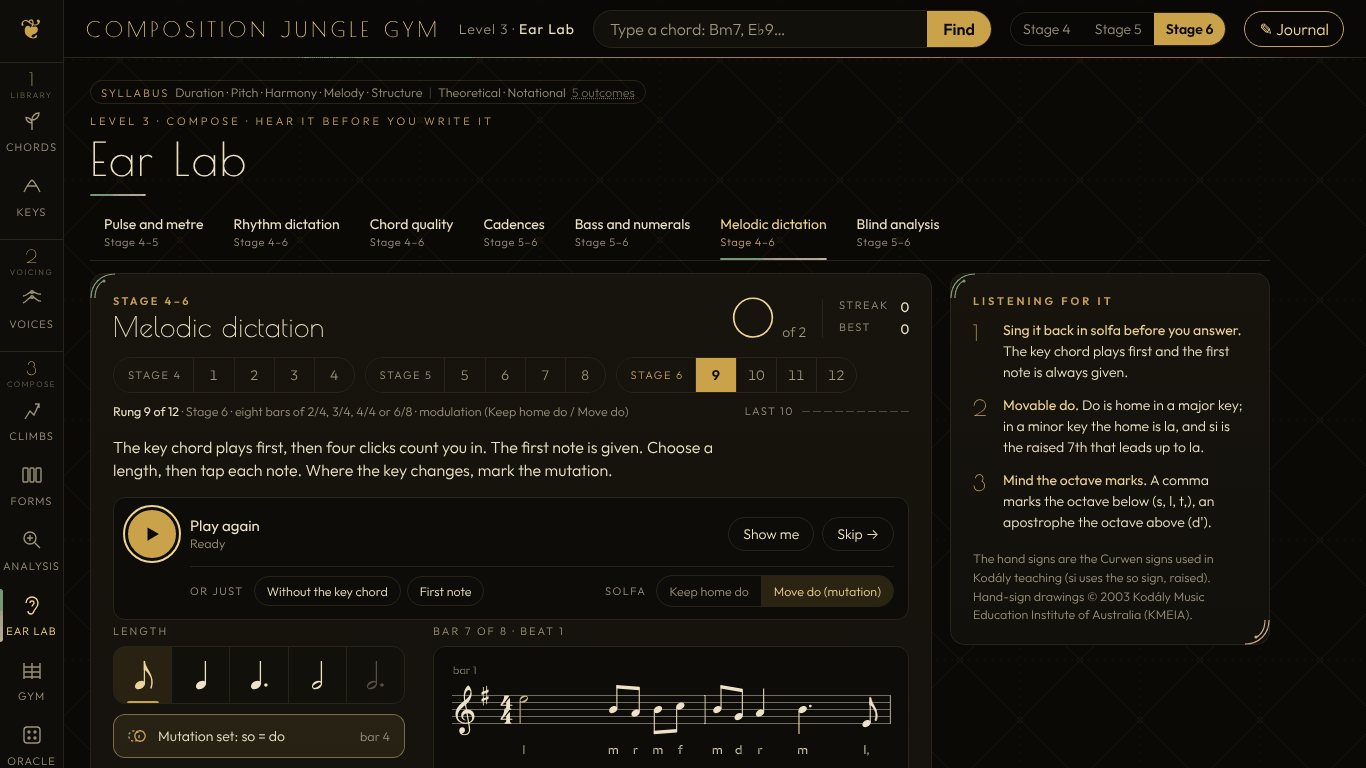 COMPOSITION JUNGLE GYM
Level 3 · Ear Lab
Type a chord: Bm7, E♭9...
Find
Stage 4
Stage 5
Stage 6
✎ Journal
1
LIBRARY
CHORDS
KEYS
2
VOICING
VOICES
3
COMPOSE
CLIMBS
FORMS
ANALYSIS
EAR LAB
GYM
ORACLE
SYLLABUS Duration · Pitch · Harmony · Melody · Structure | Theoretical · Notational 5 outcomes
LEVEL 3 · COMPOSE · HEAR IT BEFORE YOU WRITE IT
Ear Lab
Pulse and metre
Stage 4–5
Rhythm dictation
Stage 4–6
Chord quality
Stage 4–6
Cadences
Stage 5–6
Bass and numerals
Stage 5–6
Melodic dictation
Stage 4–6
Blind analysis
Stage 5–6
STAGE 4–6
Melodic dictation
of 2
STREAK 0
BEST 0
STAGE 4 1 2 3 4
STAGE 5 5 6 7 8
STAGE 6 9 10 11 12
Rung 9 of 12 · Stage 6 · eight bars of 2/4, 3/4, 4/4 or 6/8 · modulation (Keep home do / Move do)
LAST 10
The key chord plays first, then four clicks count you in. The first note is given. Choose a
length, then tap each note. Where the key changes, mark the mutation.
Play again
Ready
Show me
Skip →
OR JUST
Without the key chord
First note
SOLFA
Keep home do
Move do (mutation)
LENGTH
Mutation set: so = do
bar 4
BAR 7 OF 8 · BEAT 1
bar 1
4
4
l m r m f m d r m l,
LISTENING FOR IT
1
Sing it back in solfa before you answer.
The key chord plays first and the first
note is always given.
2
Movable do. Do is home in a major key;
in a minor key the home is la, and si is
the raised 7th that leads up to la.
3
Mind the octave marks. A comma
marks the octave below (s, l, t,), an
apostrophe the octave above (d').
The hand signs are the Curwen signs used in
Kodály teaching (si uses the so sign, raised).
Hand-sign drawings © 2003 Kodály Music
Education Institute of Australia (KMEIA).